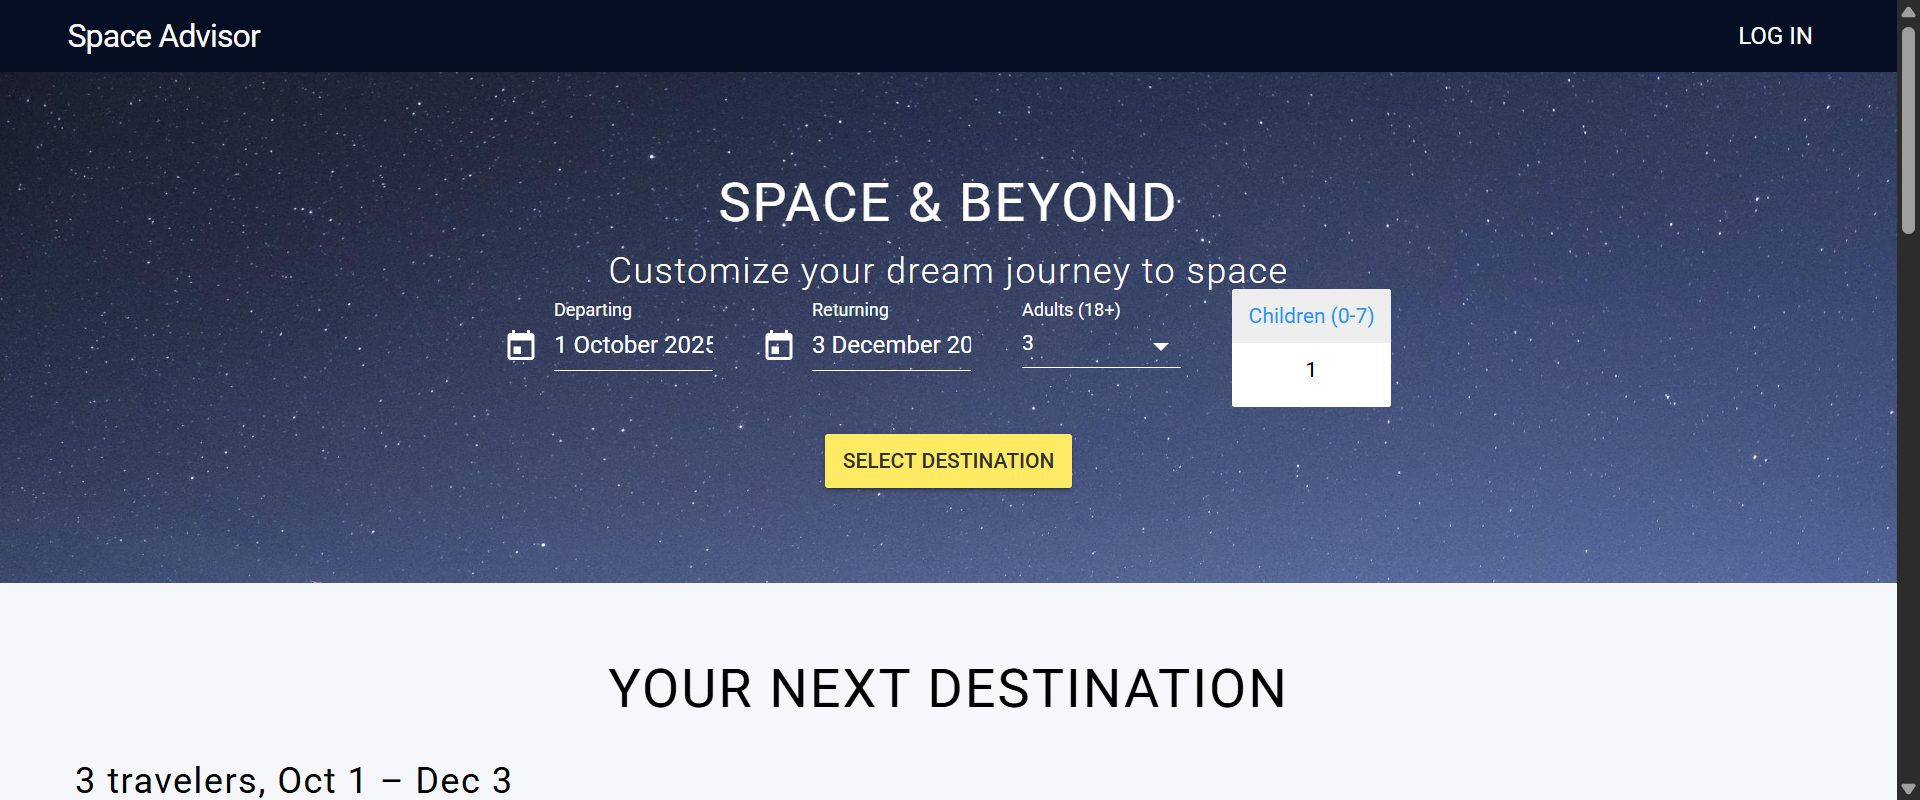 Space Advisor
LOG IN
SPACE & BEYOND
Customize your dream journey to space
Departing
1 October 2025
Returning
3 December 20
Adults (18+)
3
Children (0-7)
1
SELECT DESTINATION
YOUR NEXT DESTINATION
3 travelers, Oct 1 – Dec 3